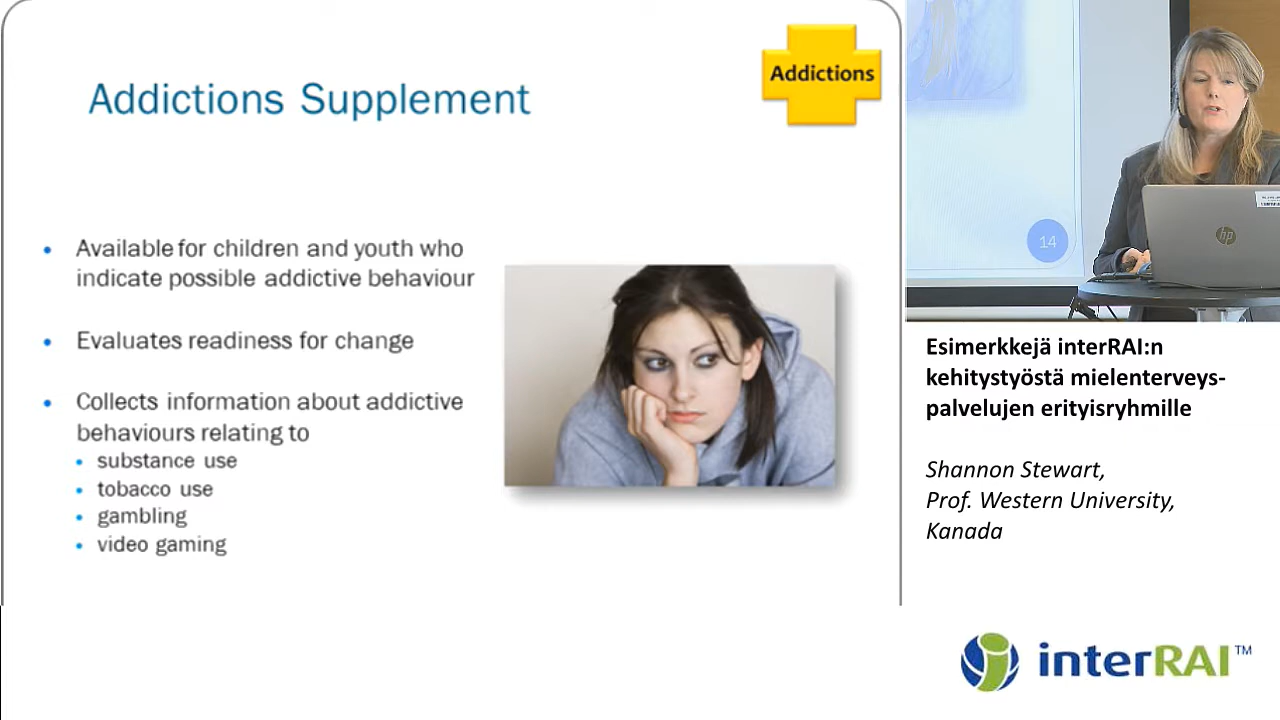 Addictions Supplement
Addictions
• Available for children and youth who
indicate possible addictive behaviour
• Evaluates readiness for change
• Collects information about addictive
behaviours relating to
• substance use
• tobacco use
• gambling
• video gaming
14
hp
Esimerkkejä interRAI:n
kehitystyöstä mielenterveys-
palvelujen erityisryhmille
Shannon Stewart,
Prof. Western University,
Kanada
interRAI™